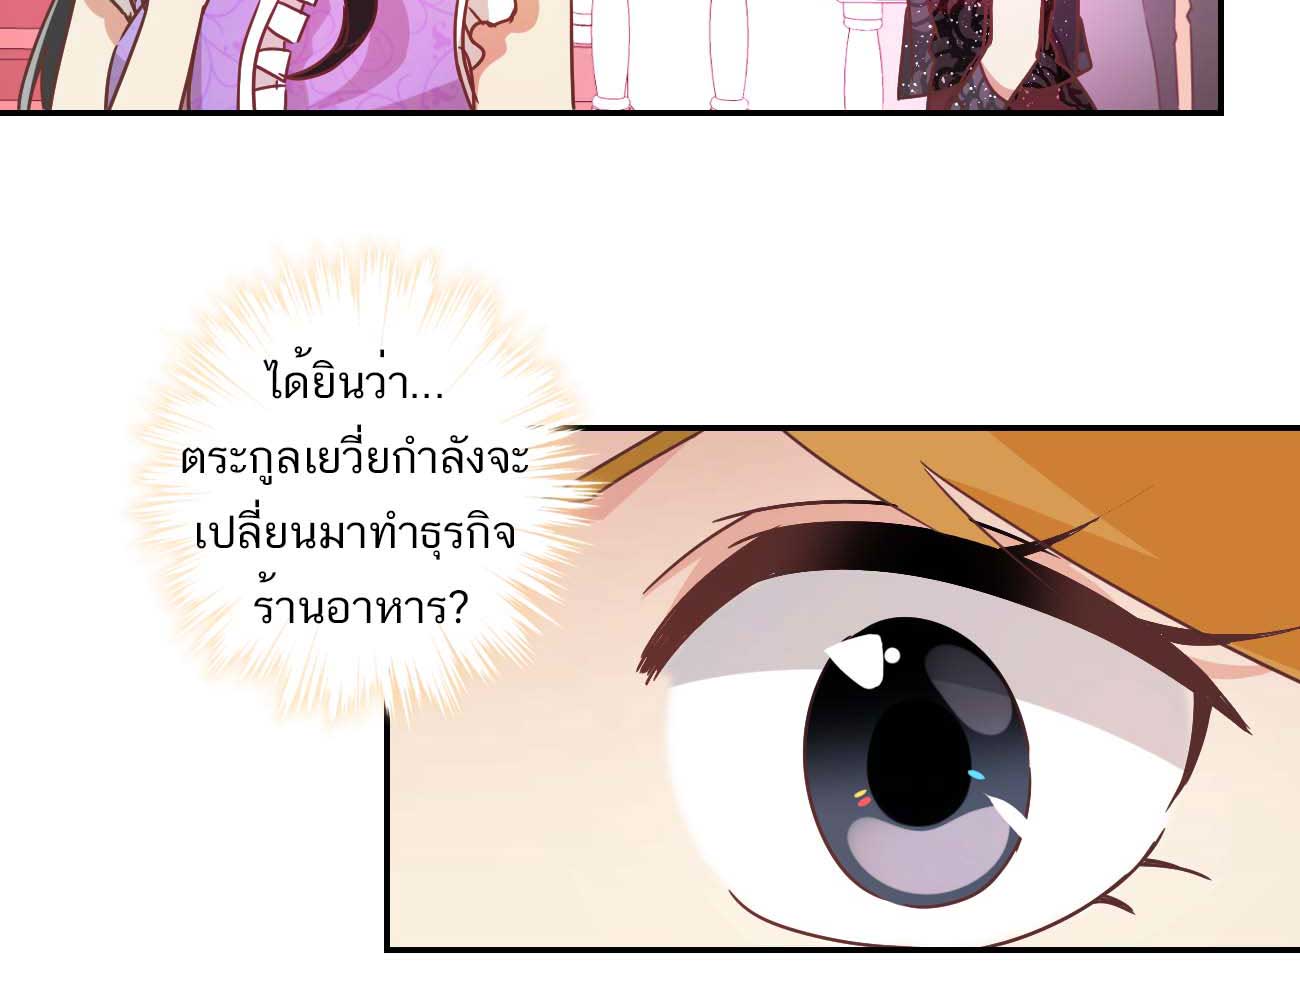 ได้ยินว่า...
ตระกูลเยวี่ยกำลังจะ
เปลี่ยนมาทำธุรกิจ
ร้านอาหาร?